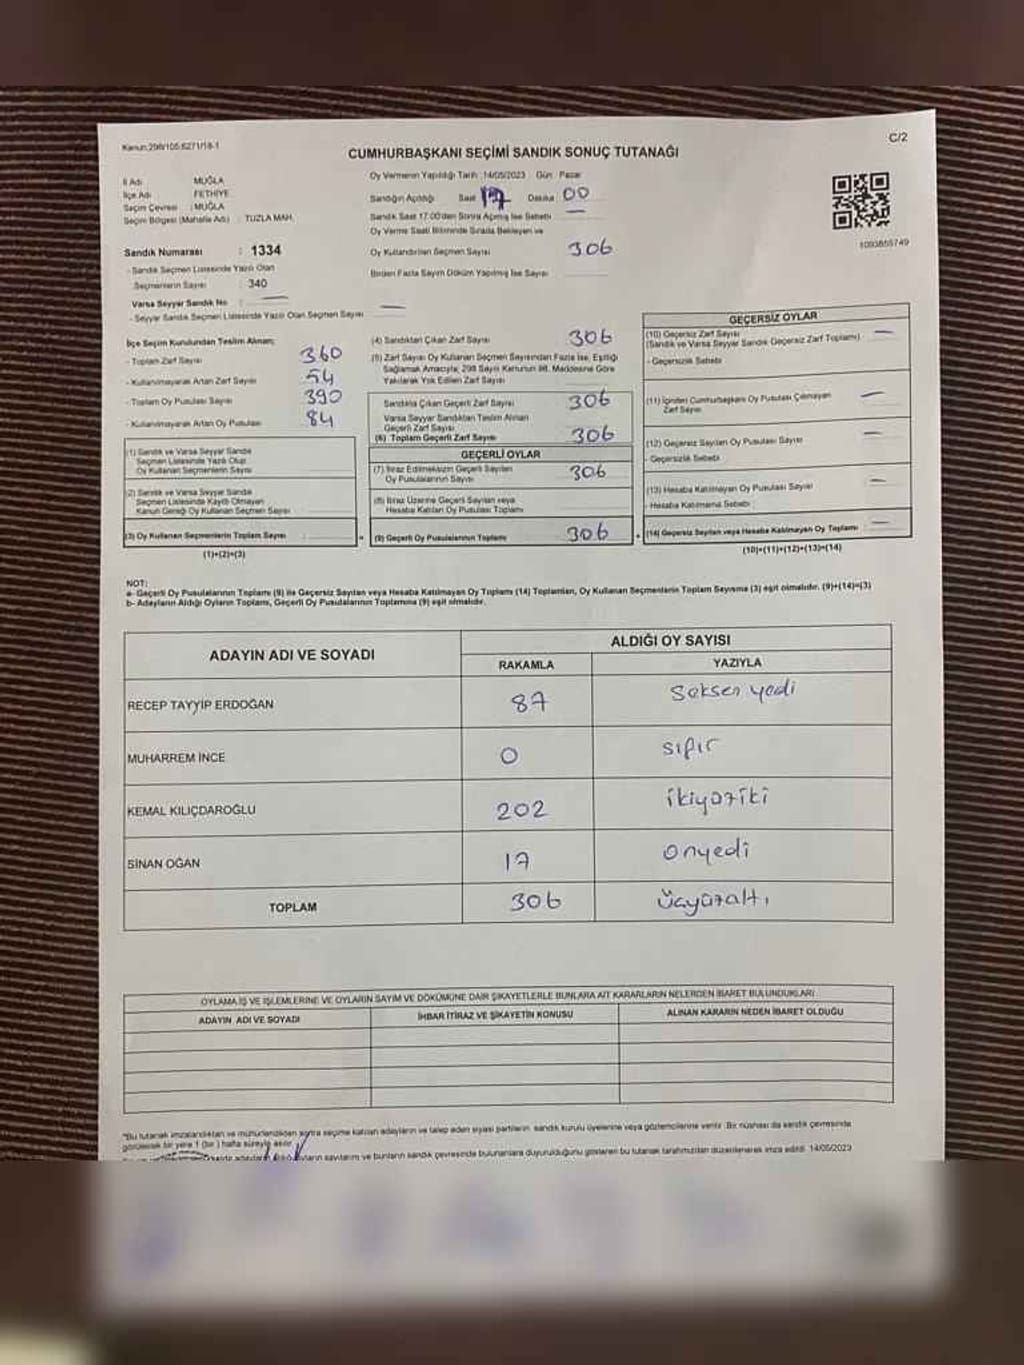 Kanun:298/105;6271/18-1
C/2
CUMHURBAŞKANI SEÇİMİ SANDIK SONUÇ TUTANAĞI
İl Adı MUĞLA
İlçe Adı FETHİYE
Seçim Çevresi : MUĞLA
Seçim Bölgesi (Mahalle Adı) : TUZLA MAH.
Oy Vermenin Yapıldığı Tarih :14/05/2023 Gün : Pazar
Sandığın Açıldığı Saat 17 Dakika 00
Sandık Saat 17.00'den Sonra Açılmış İse Sebebi —
Oy Verme Saati Bitiminde Sırada Bekleyen ve
Oy Kullandırılan Seçmen Sayısı 306
Birden Fazla Sayım Döküm Yapılmış İse Sayısı
Sandık Numarası : 1334
- Sandık Seçmen Listesinde Yazılı Olan
Seçmenlerin Sayısı : 340
Varsa Seyyar Sandık No : —
- Seyyar Sandık Seçmen Listesinde Yazılı Olan Seçmen Sayısı —
İlçe Seçim Kurulundan Teslim Alınan;
- Toplam Zarf Sayısı 360
- Kullanılmayarak Artan Zarf Sayısı 54
- Toplam Oy Pusulası Sayısı 390
- Kullanılmayarak Artan Oy Pusulası 84
(1) Sandık ve Varsa Seyyar Sandık
Seçmen Listesinde Yazılı Olup
Oy Kullanan Seçmenlerin Sayısı
(2) Sandık ve Varsa Seyyar Sandık
Seçmen Listesinde Kayıtlı Olmayan
Kanun Gereği Oy Kullanan Seçmen Sayısı
(3) Oy Kullanan Seçmenlerin Toplam Sayısı
(1)+(2)=(3)
(4) Sandıktan Çıkan Zarf Sayısı 306
(5) Zarf Sayısı Oy Kullanan Seçmen Sayısından Fazla İse, Eşitliği
Sağlamak Amacıyla; 298 Sayılı Kanunun 98. Maddesine Göre
Yakılarak Yok Edilen Zarf Sayısı
Sandıkta Çıkan Geçerli Zarf Sayısı 306
Varsa Seyyar Sandıktan Teslim Alınan
Geçerli Zarf Sayısı
(6) Toplam Geçerli Zarf Sayısı 306
GEÇERLİ OYLAR
(7) İtiraz Edilmeksizin Geçerli Sayılan
Oy Pusulalarının Sayısı 306
(8) İtiraz Üzerine Geçerli Sayılan veya
Hesaba Katılan Oy Pusulası Toplamı
(9) Geçerli Oy Pusulalarının Toplamı 306
GEÇERSİZ OYLAR
(10) Geçersiz Zarf Sayısı —
(Sandık ve Varsa Seyyar Sandık Geçersiz Zarf Toplamı)
- Geçersizlik Sebebi
(11) İçinden Cumhurbaşkanı Oy Pusulası Çıkmayan
Zarf Sayısı —
(12) Geçersiz Sayılan Oy Pusulası Sayısı —
- Geçersizlik Sebebi
(13) Hesaba Katılmayan Oy Pusulası Sayısı —
- Hesaba Katılmama Sebebi
(14) Geçersiz Sayılan veya Hesaba Katılmayan Oy Toplamı —
(10)+(11)+(12)+(13)=(14)
1093855749
NOT:
a- Geçerli Oy Pusulalarının Toplamı (9) ile Geçersiz Sayılan veya Hesaba Katılmayan Oy Toplamı (14) Toplamları, Oy Kullanan Seçmenlerin Toplam Sayısına (3) eşit olmalıdır. (9)+(14)=(3)
b- Adayların Aldığı Oyların Toplamı, Geçerli Oy Pusulalarının Toplamına (9) eşit olmalıdır.
ADAYIN ADI VE SOYADI ALDIĞI OY SAYISI
RAKAMLA YAZIYLA
RECEP TAYYİP ERDOĞAN 87 Seksen yedi
MUHARREM İNCE 0 sıfır
KEMAL KILIÇDAROĞLU 202 ikiyüziki
SİNAN OĞAN 17 onyedi
TOPLAM 306 üçyüzaltı
OYLAMA İŞ VE İŞLEMLERİNE VE OYLARIN SAYIM VE DÖKÜMÜNE DAİR ŞİKAYETLERLE BUNLARA AİT KARARLARIN NELERDEN İBARET BULUNDUKLARI
ADAYIN ADI VE SOYADI İHBAR İTİRAZ VE ŞİKAYETİN KONUSU ALINAN KARARIN NEDEN İBARET OLDUĞU
"Bu tutanak imzalandıktan ve mühürlendikten sonra seçime katılan adayların ve talep eden siyasi partilerin sandık kurulu üyelerine veya gözlemcilerine verilir. Bir nüshası da sandık çevresinde
görülebilecek bir yere 1 (bir) hafta süreyle asılır.
sayısını ve bunların sandık çevresinde bulunanlara duyurulduğunu gösteren bu tutanak tarafımızdan düzenlenerek imza edildi. 14/05/2023